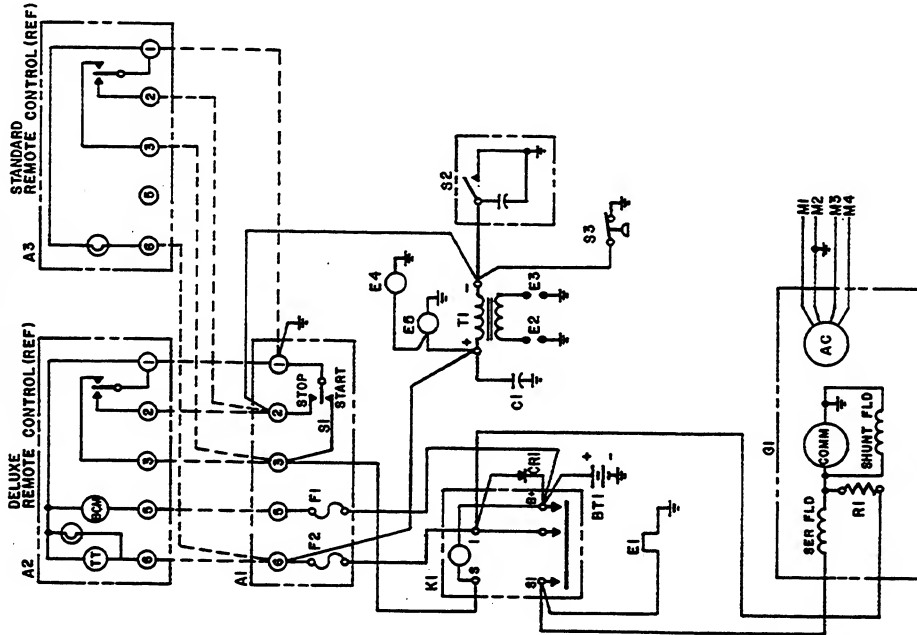 STANDARD
REMOTE CONTROL (REF)
A3
1
2
3
5
6
DELUXE
REMOTE CONTROL (REF)
A2
1
2
3
BCM
5
TT
6
A1
1
STOP
2
START
S1
3
5
F1
6
F2
S2
S3
E4
E5
T1
+
-
E3
E2
C1
K1
CR1
B+
I
S
S1
BT1
+
-
E1
M1
M2
M3
M4
AC
G1
COMM
SHUNT FLD
SER FLD
R1